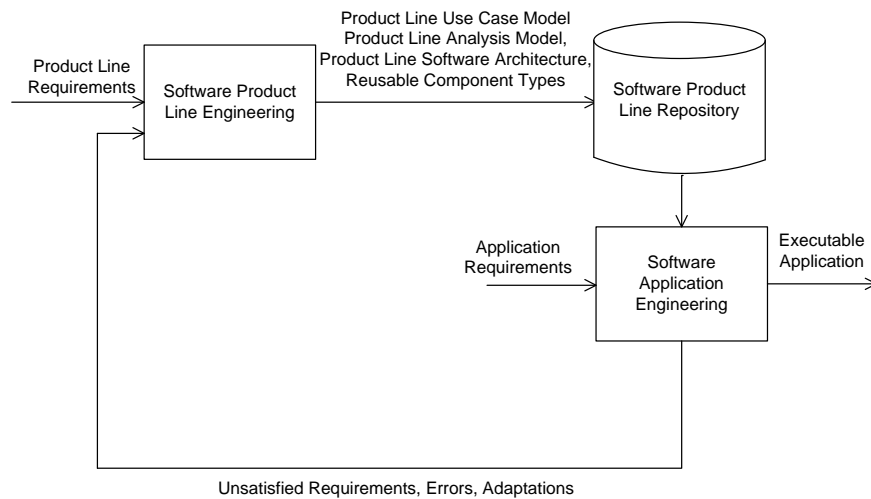 Product Line Use Case Model
Product Line Analysis Model,
Product Line Software Architecture,
Reusable Component Types
Product Line
Requirements
Software Product
Line Engineering
Software Product
Line Repository
Application
Requirements
Software
Application
Engineering
Executable
Application
Unsatisfied Requirements, Errors, Adaptations